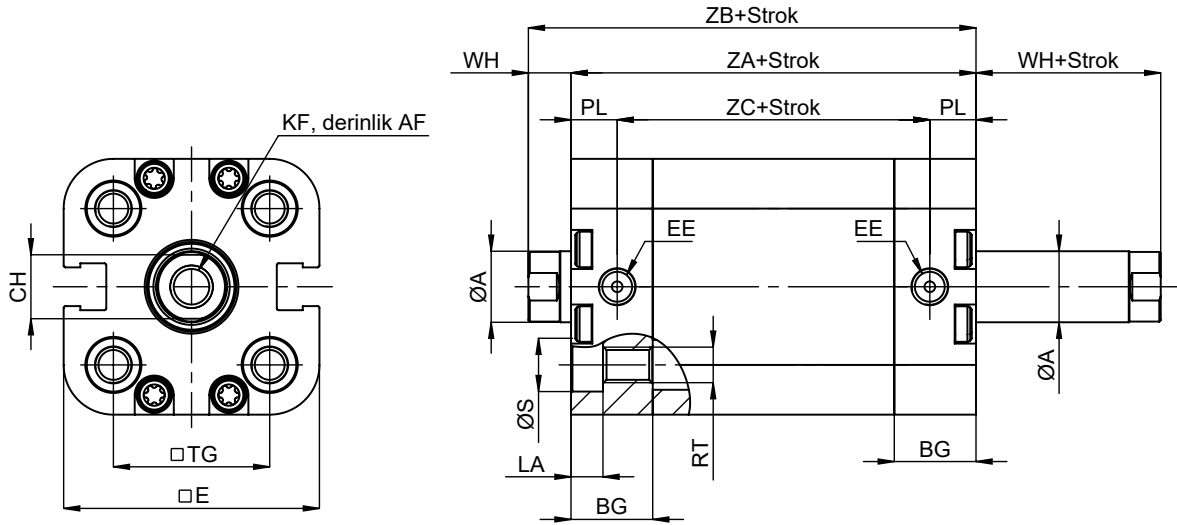 ZB+Strok
WH
ZA+Strok
WH+Strok
PL
ZC+Strok
PL
KF, derinlik AF
EE
EE
CH
ØA
ØA
ØS
RT
□TG
LA
BG
□E
BG